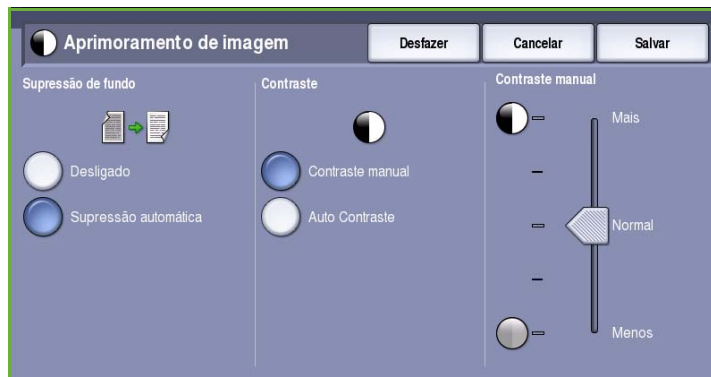 Aprimoramento de imagem
Desfazer
Cancelar
Salvar
Supressão de fundo
Desligado
Supressão automática
Contraste
Contraste manual
Auto Contraste
Contraste manual
Mais
Normal
Menos